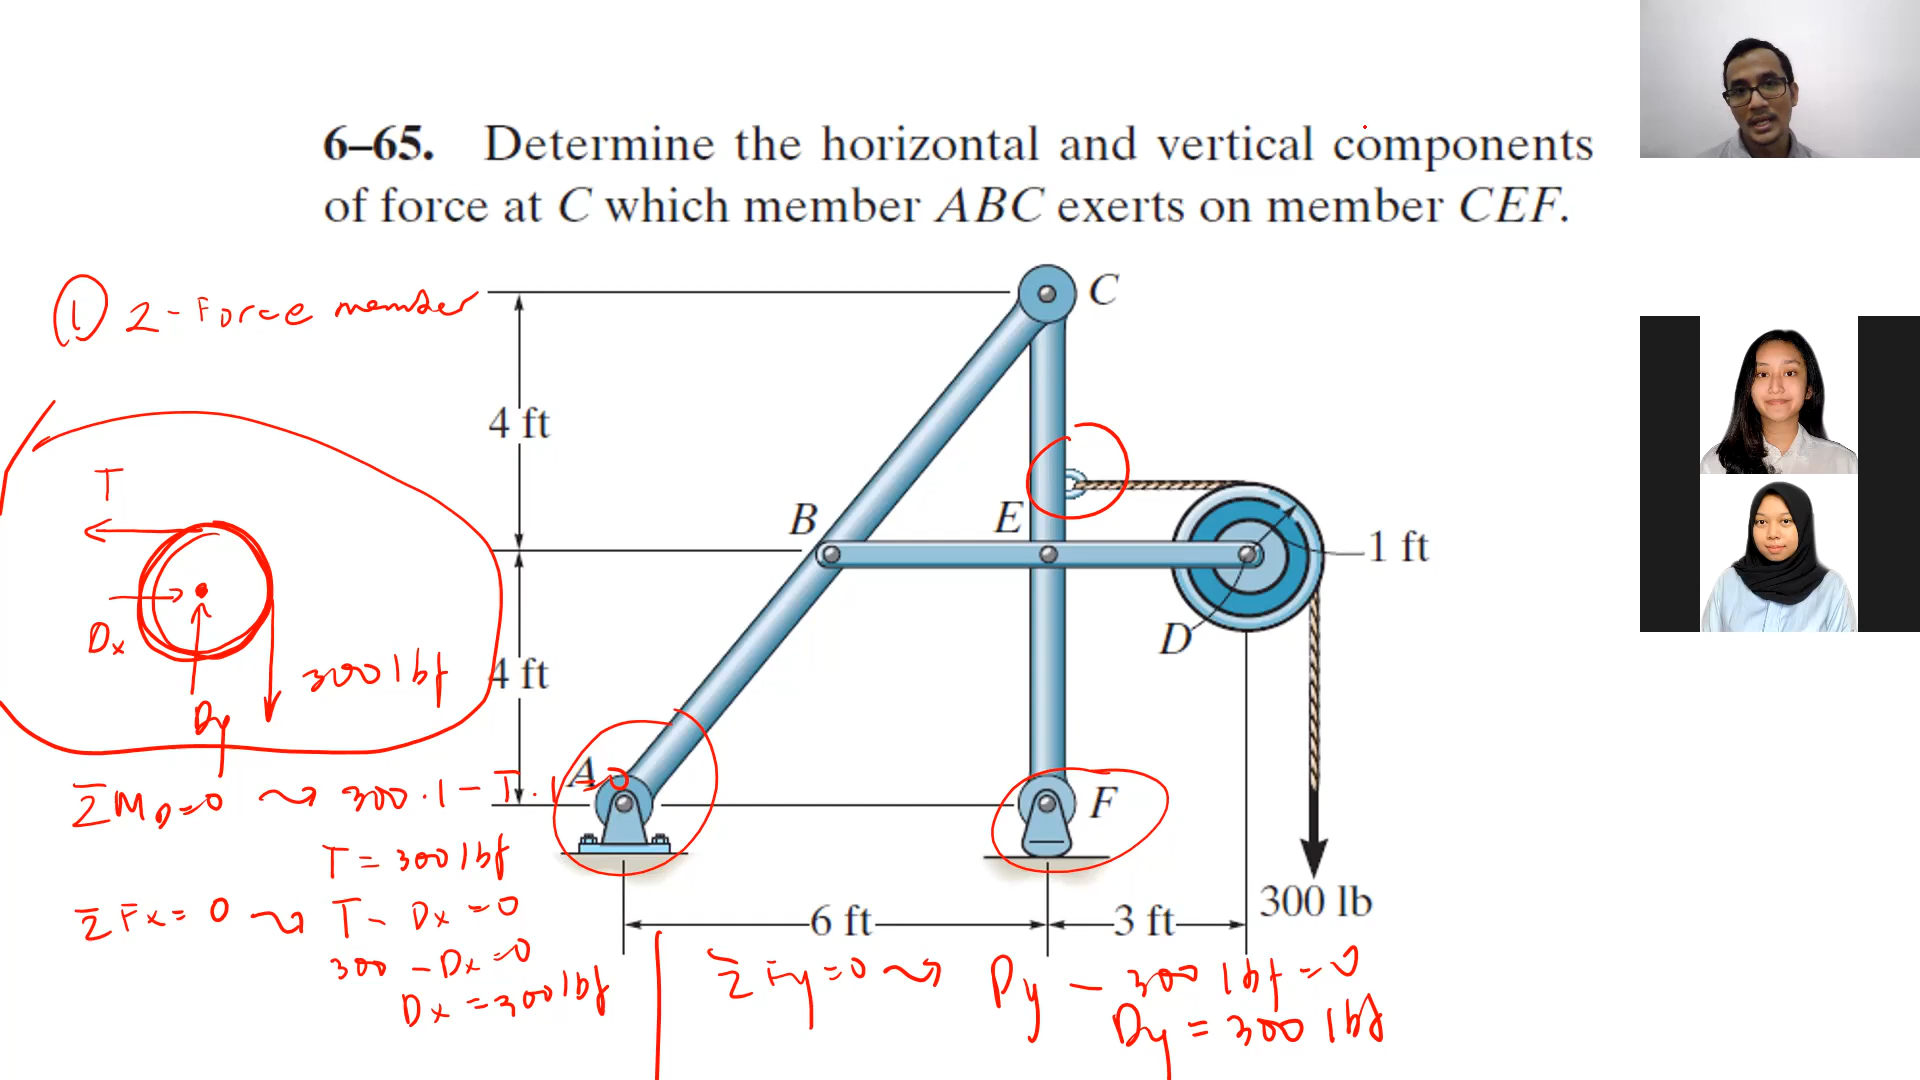 6–65. Determine the horizontal and vertical components
of force at C which member ABC exerts on member CEF.
① 2-Force member
C
4 ft
T
B
E
1 ft
Dx
D
300 lbf
4 ft
Dy
A
F
ΣM_D=0 ⤳ 300·1 − T·1 = 0
T = 300 lbf
ΣFx = 0 ⤳ T − Dx = 0
300 − Dx = 0
Dx = 300 lbf
6 ft
3 ft
300 lb
ΣFy=0 ⤳ Dy − 300 lbf = 0
Dy = 300 lbf